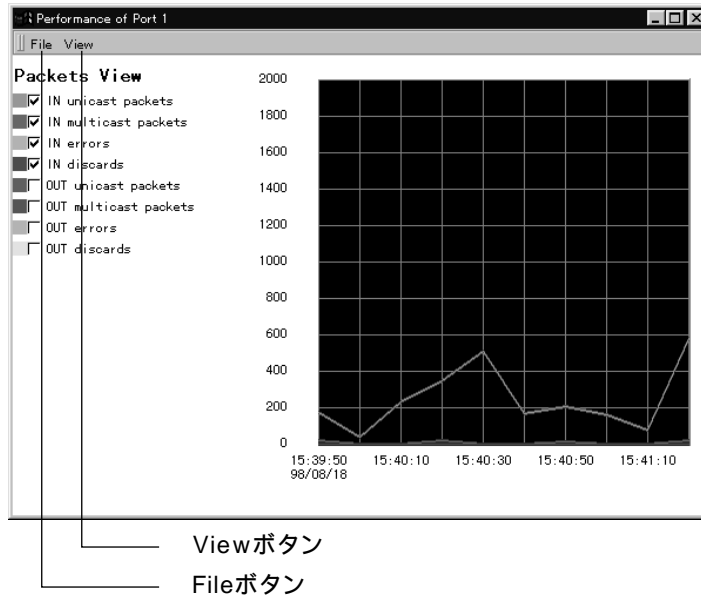 Performance of Port 1
File View
Packets View
IN unicast packets
IN multicast packets
IN errors
IN discards
OUT unicast packets
OUT multicast packets
OUT errors
OUT discards
2000
1800
1600
1400
1200
1000
800
600
400
200
0
15:39:50 15:40:10 15:40:30 15:40:50 15:41:10
98/08/18
Viewボタン
Fileボタン